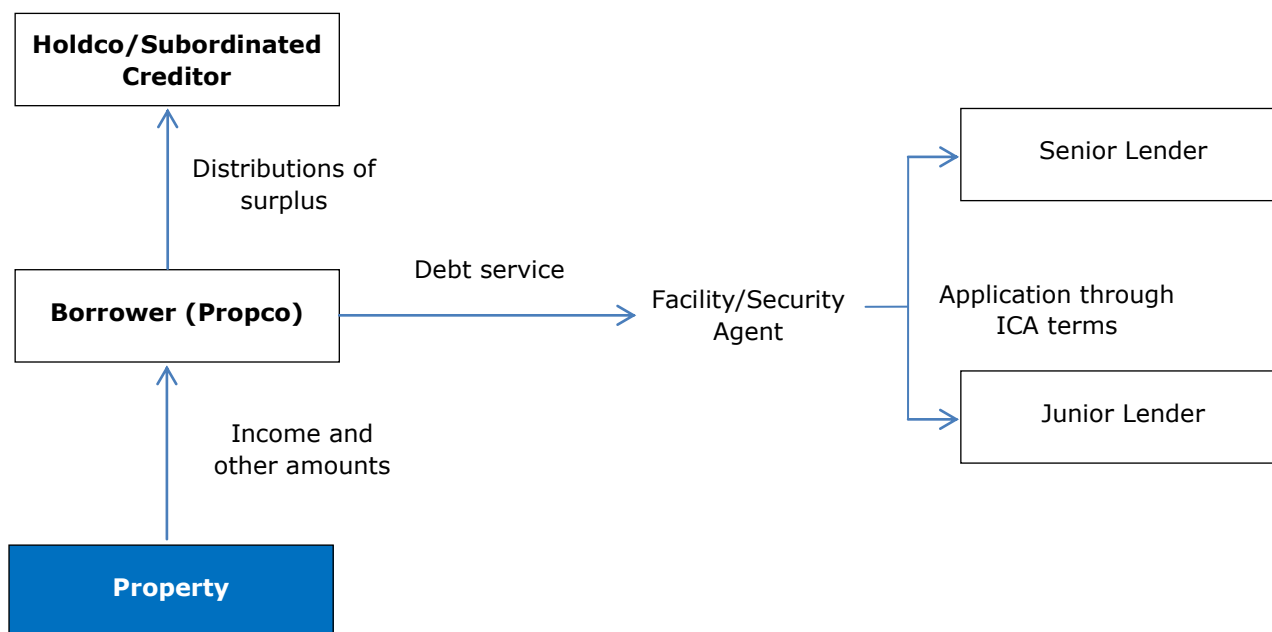 Holdco/Subordinated
Creditor
Distributions of
surplus
Borrower (Propco)
Debt service
Facility/Security
Agent
Senior Lender
Application through
ICA terms
Junior Lender
Income and
other amounts
Property